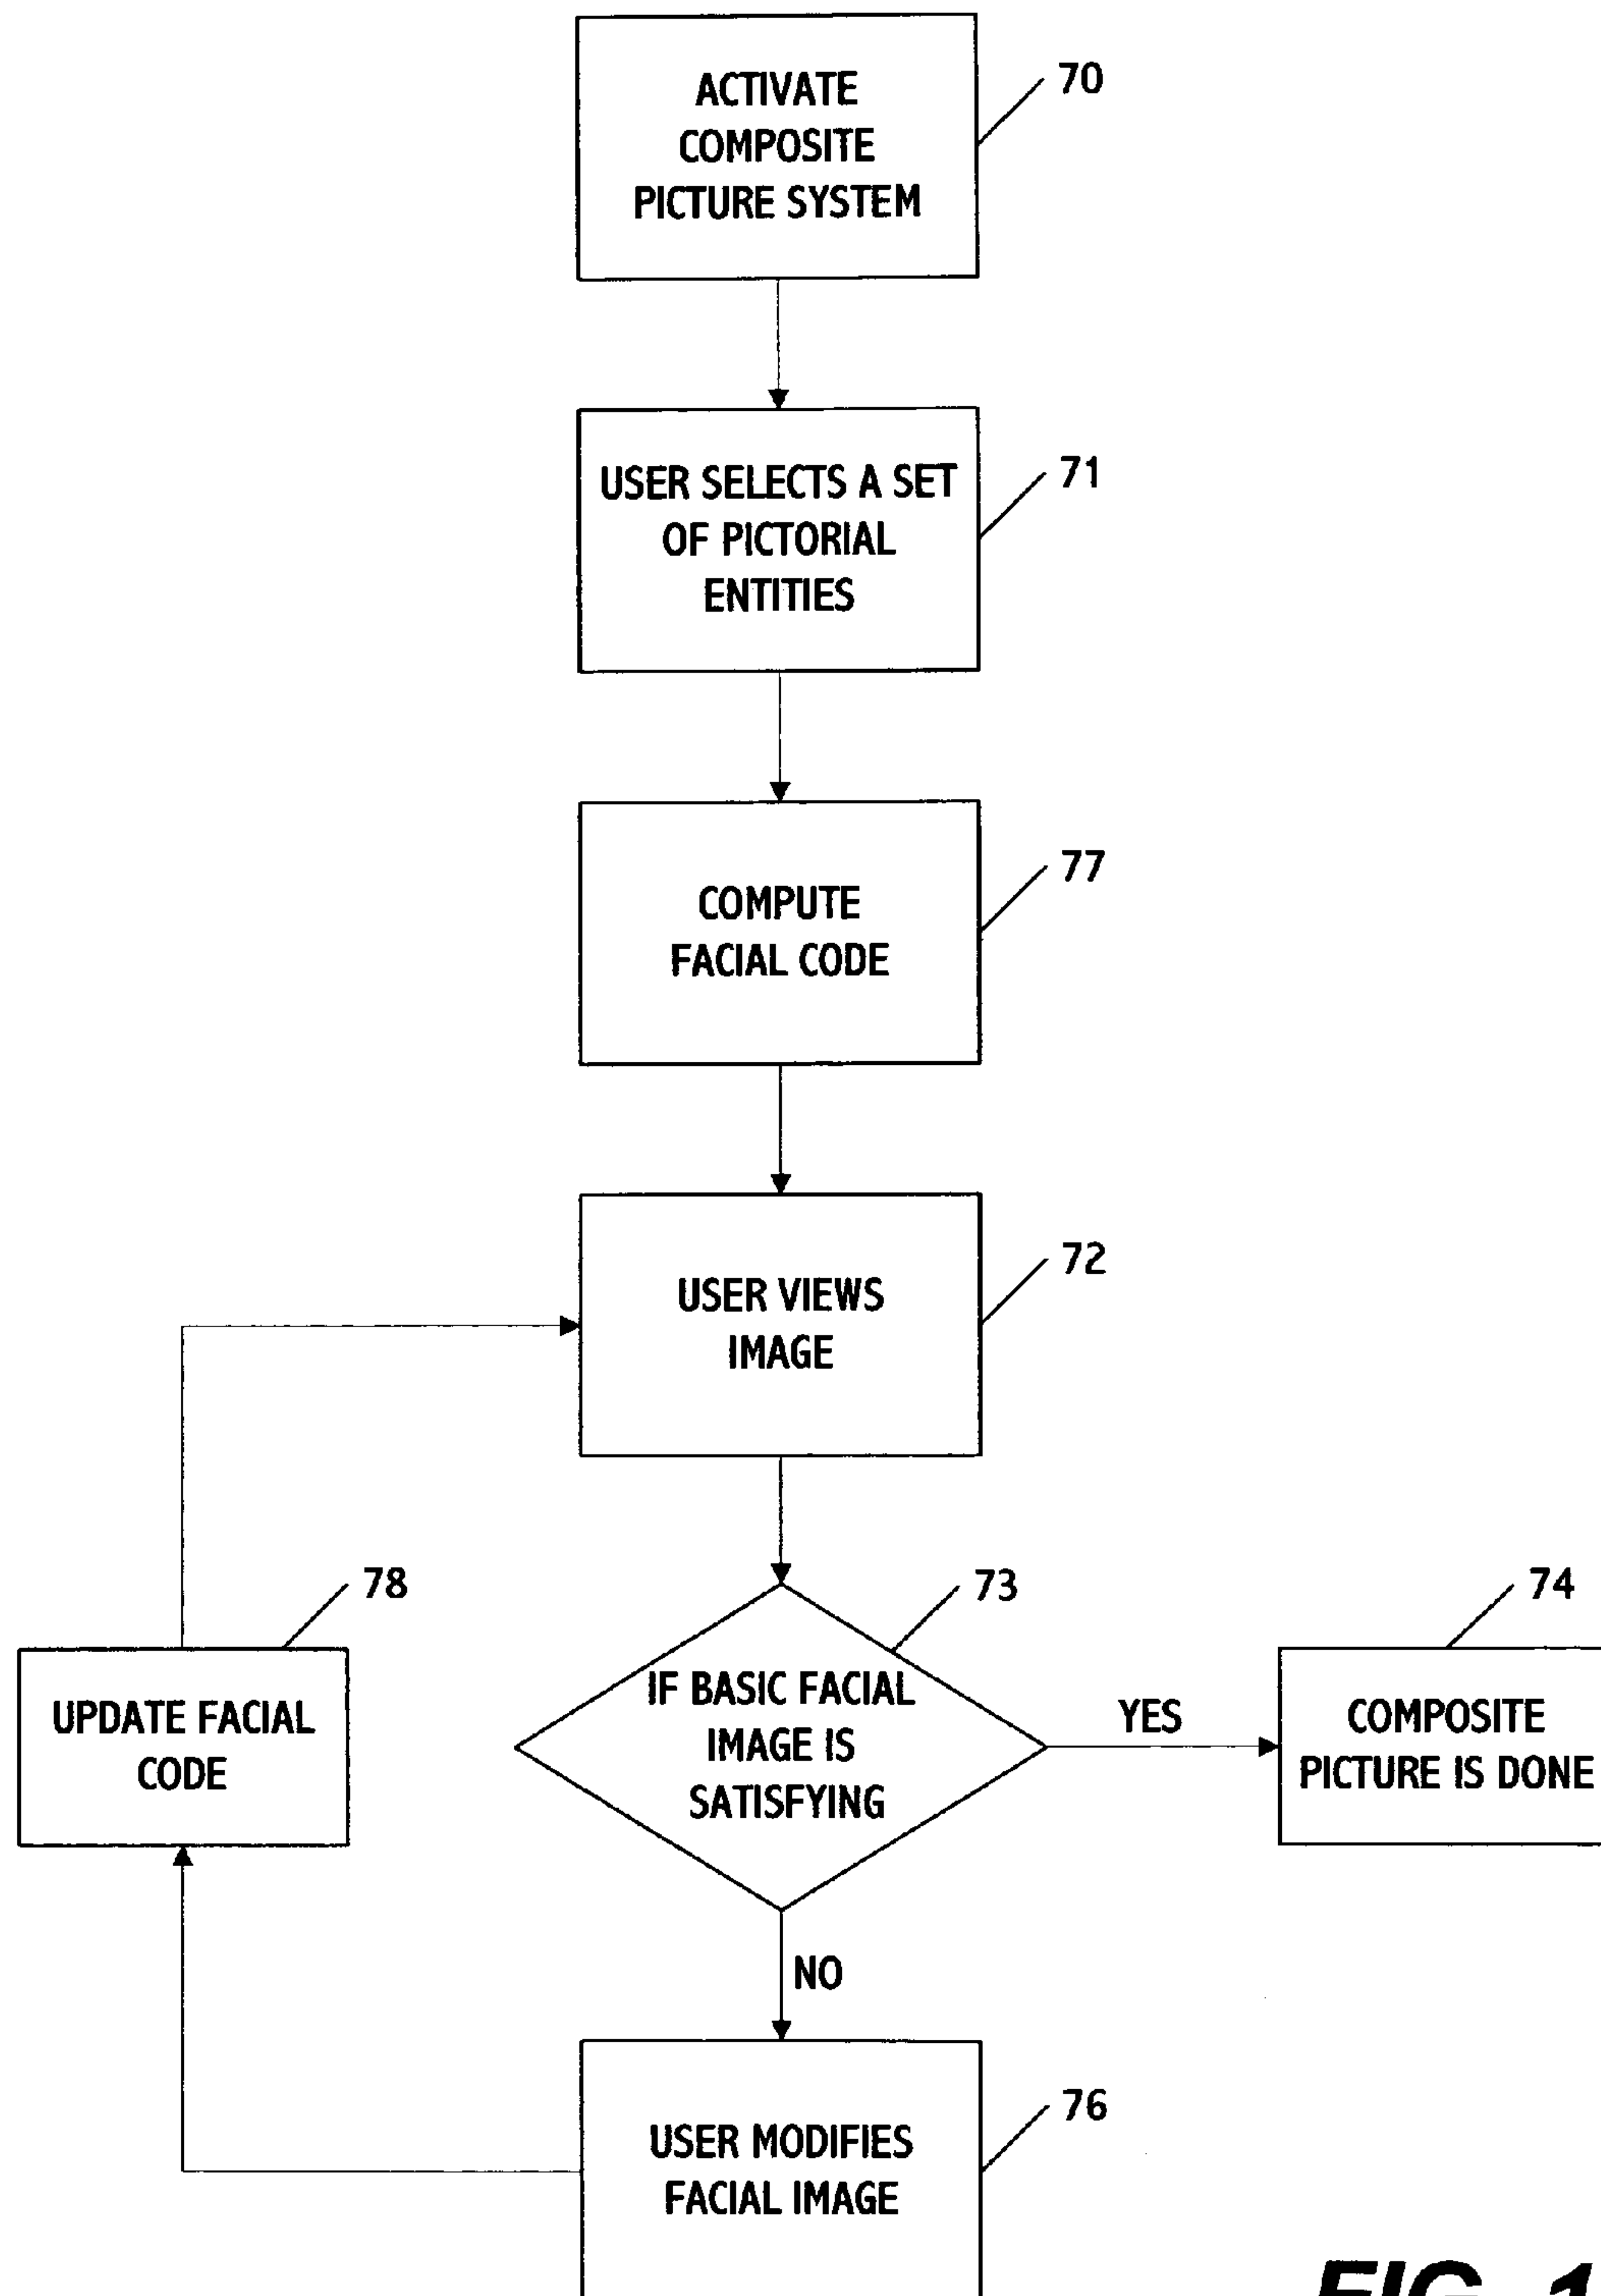 ACTIVATE
COMPOSITE
PICTURE SYSTEM
70
USER SELECTS A SET
OF PICTORIAL
ENTITIES
71
COMPUTE
FACIAL CODE
77
USER VIEWS
IMAGE
72
78
UPDATE FACIAL
CODE
73
IF BASIC FACIAL
IMAGE IS
SATISFYING
YES
74
COMPOSITE
PICTURE IS DONE
NO
76
USER MODIFIES
FACIAL IMAGE
FIG. 1